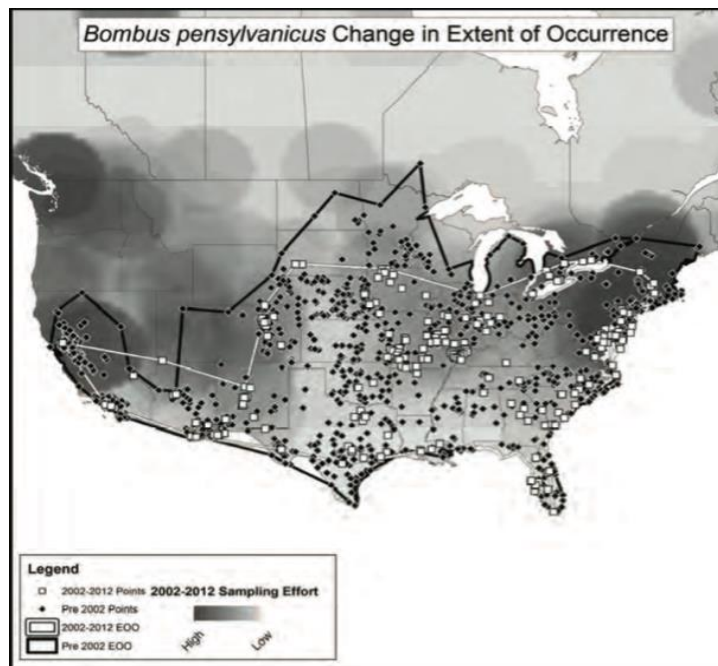 Bombus pensylvanicus Change in Extent of Occurrence
Legend
2002-2012 Points
Pre 2002 Points
2002-2012 EOO
Pre 2002 EOO
2002-2012 Sampling Effort
High
Low